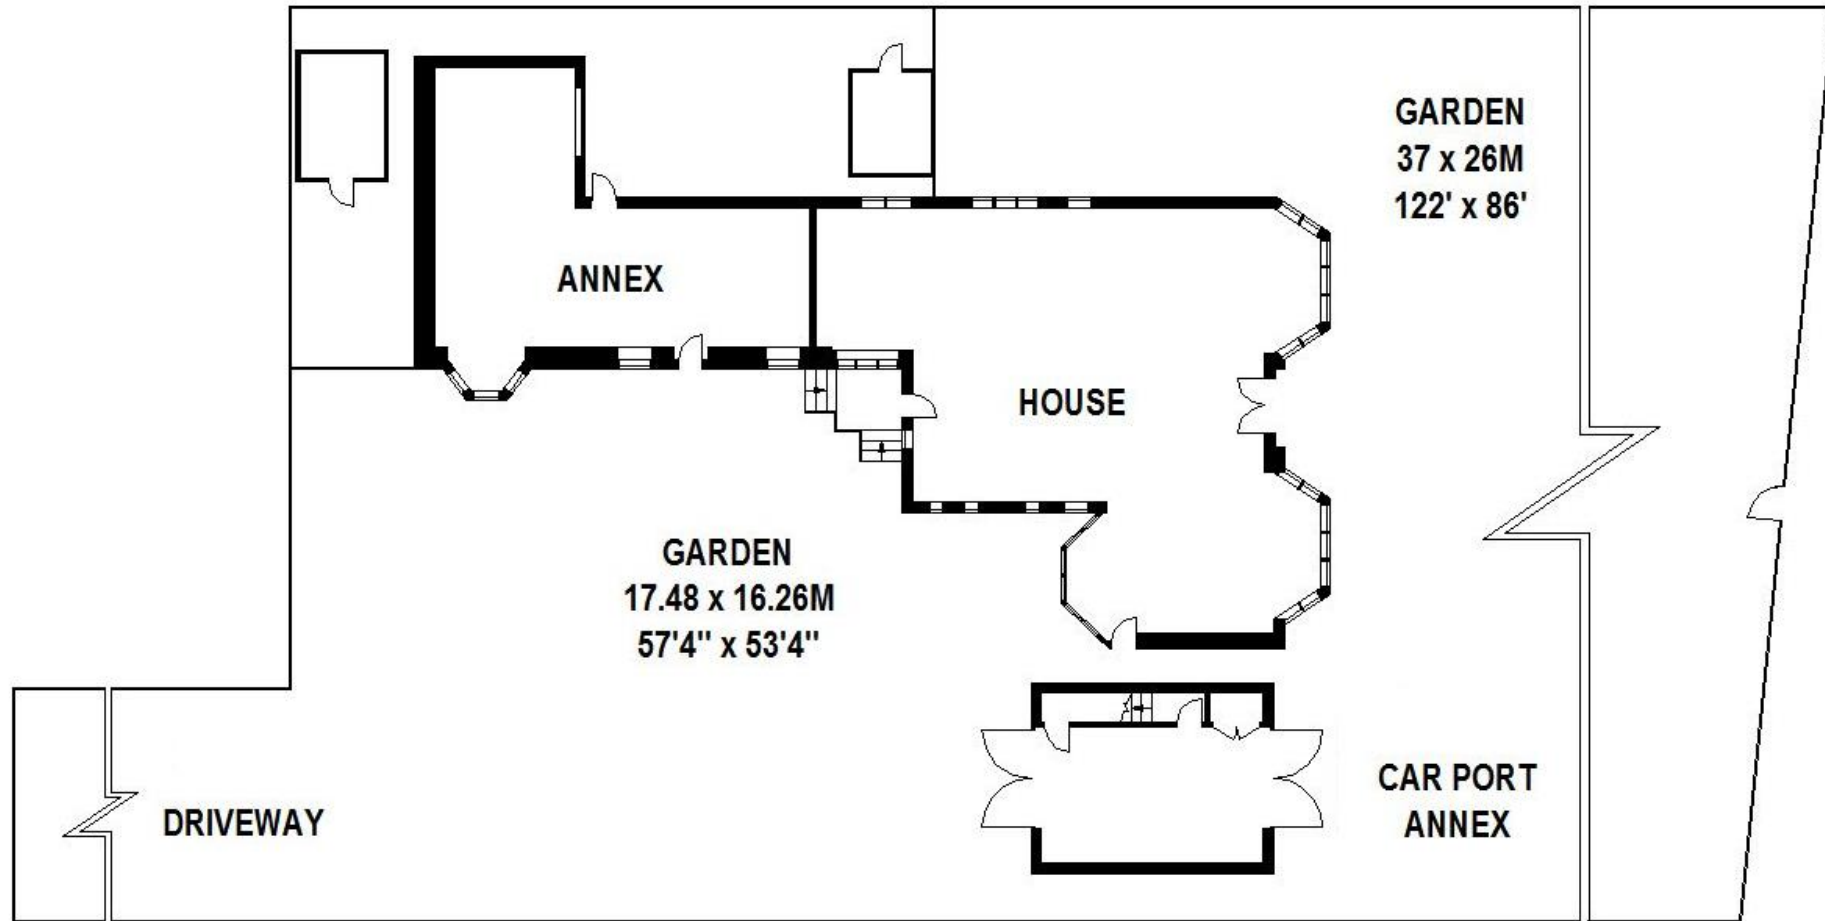 GARDEN
37 x 26M
122' x 86'
ANNEX
HOUSE
GARDEN
17.48 x 16.26M
57'4" x 53'4"
DRIVEWAY
CAR PORT
ANNEX